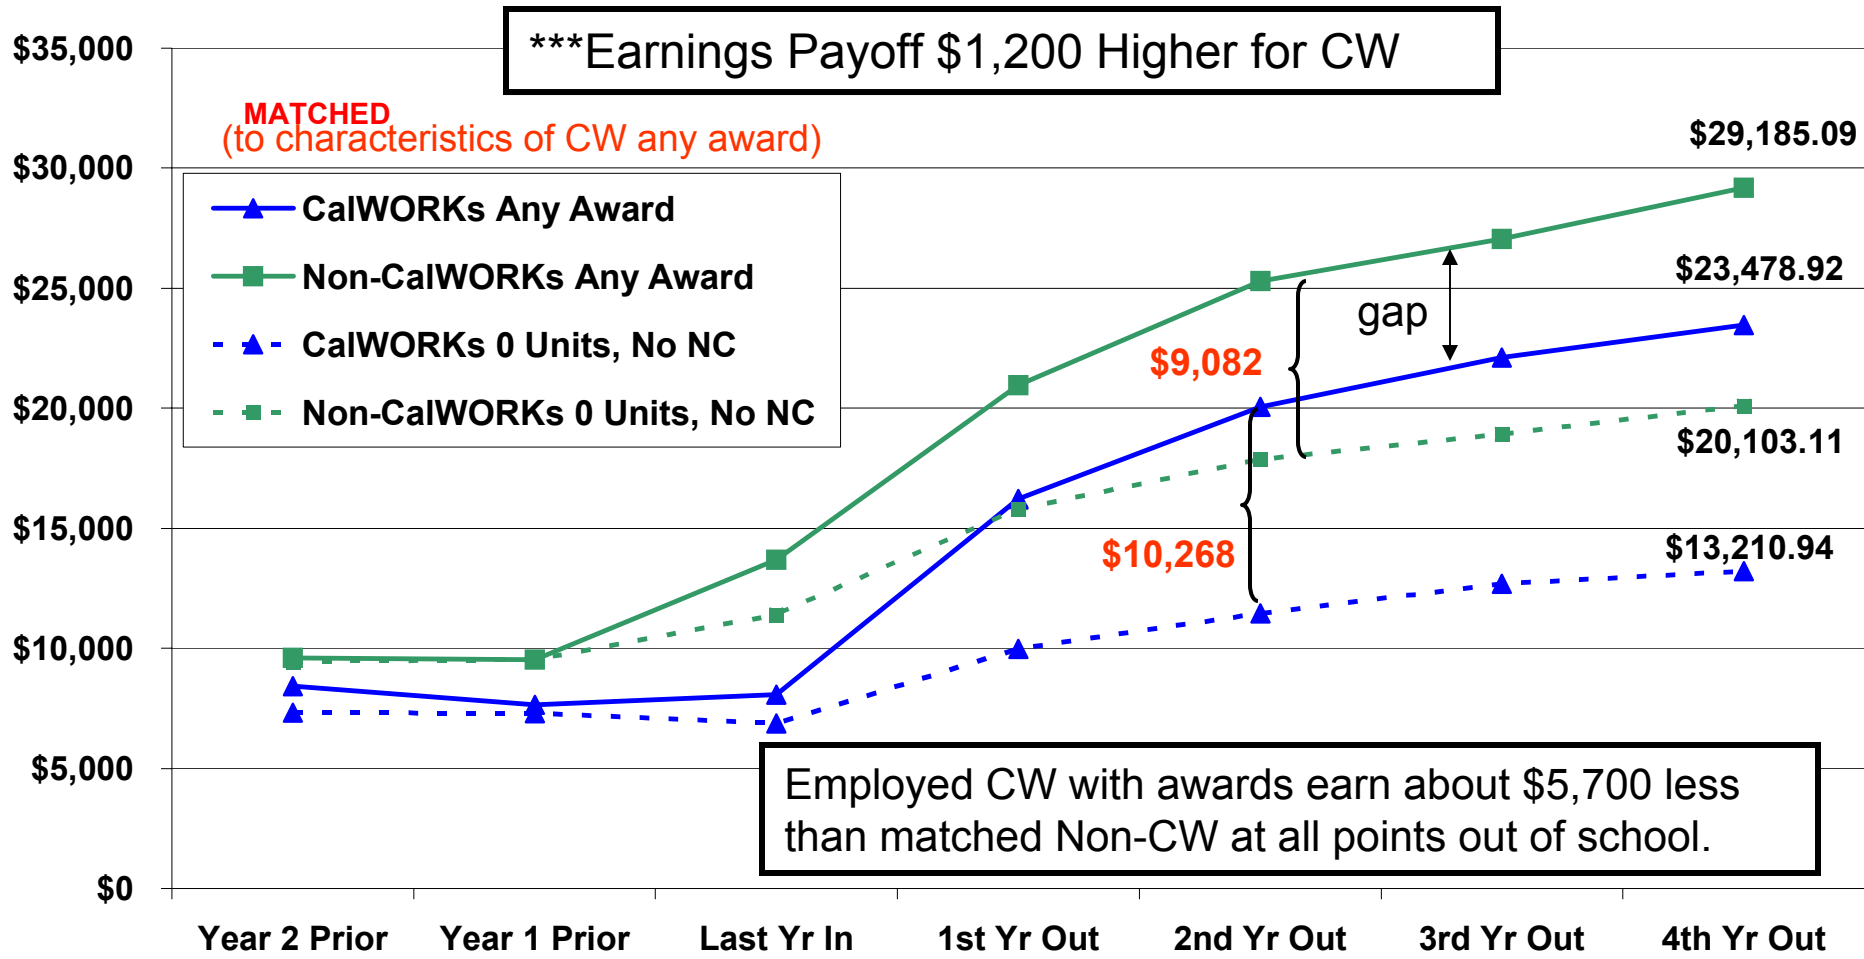 ***Earnings Payoff $1,200 Higher for CW
$35,000
$30,000
$25,000
$20,000
$15,000
$10,000
$5,000
$0
MATCHED
(to characteristics of CW any award)
CalWORKs Any Award
Non-CalWORKs Any Award
CalWORKs 0 Units, No NC
Non-CalWORKs 0 Units, No NC
$29,185.09
$23,478.92
gap
$9,082
$20,103.11
$10,268
$13,210.94
Employed CW with awards earn about $5,700 less
than matched Non-CW at all points out of school.
Year 2 Prior
Year 1 Prior
Last Yr In
1st Yr Out
2nd Yr Out
3rd Yr Out
4th Yr Out